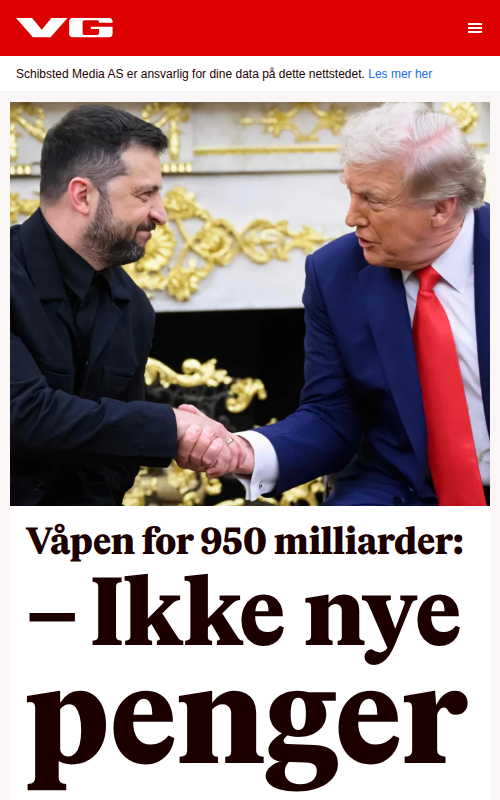 VG
Schibsted Media AS er ansvarlig for dine data på dette nettstedet. Les mer her
Våpen for 950 milliarder:
– Ikke nye
penger